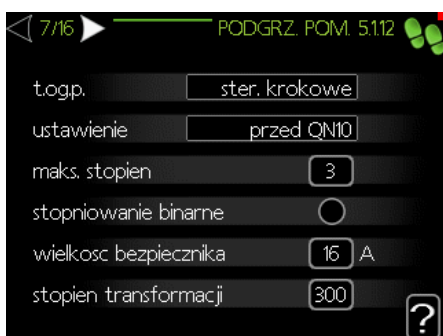 7/16 PODGRZ. POM. 5.1.12
t.ogp. ster. krokowe
ustawienie przed QN10
maks. stopien 3
stopniowanie binarne
wielkosc bezpiecznika 16 A
stopien transformacji 300
?